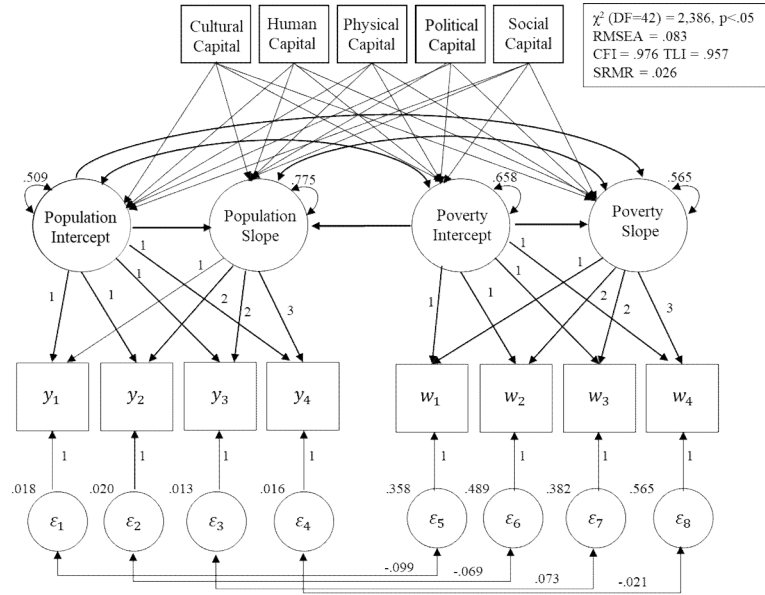 Cultural
Capital
Human
Capital
Physical
Capital
Political
Capital
Social
Capital
χ² (DF=42) = 2,386, p<.05
RMSEA = .083
CFI = .976 TLI = .957
SRMR = .026
.509
.775
.658
.565
Population
Intercept
Population
Slope
Poverty
Intercept
Poverty
Slope
1
1
1
1
1
2
2
3
1
1
1
1
1
2
2
3
y₁
y₂
y₃
y₄
w₁
w₂
w₃
w₄
1
1
1
1
1
1
1
1
.018
.020
.013
.016
.358
.489
.382
.565
ε₁
ε₂
ε₃
ε₄
ε₅
ε₆
ε₇
ε₈
-.099
-.069
.073
-.021